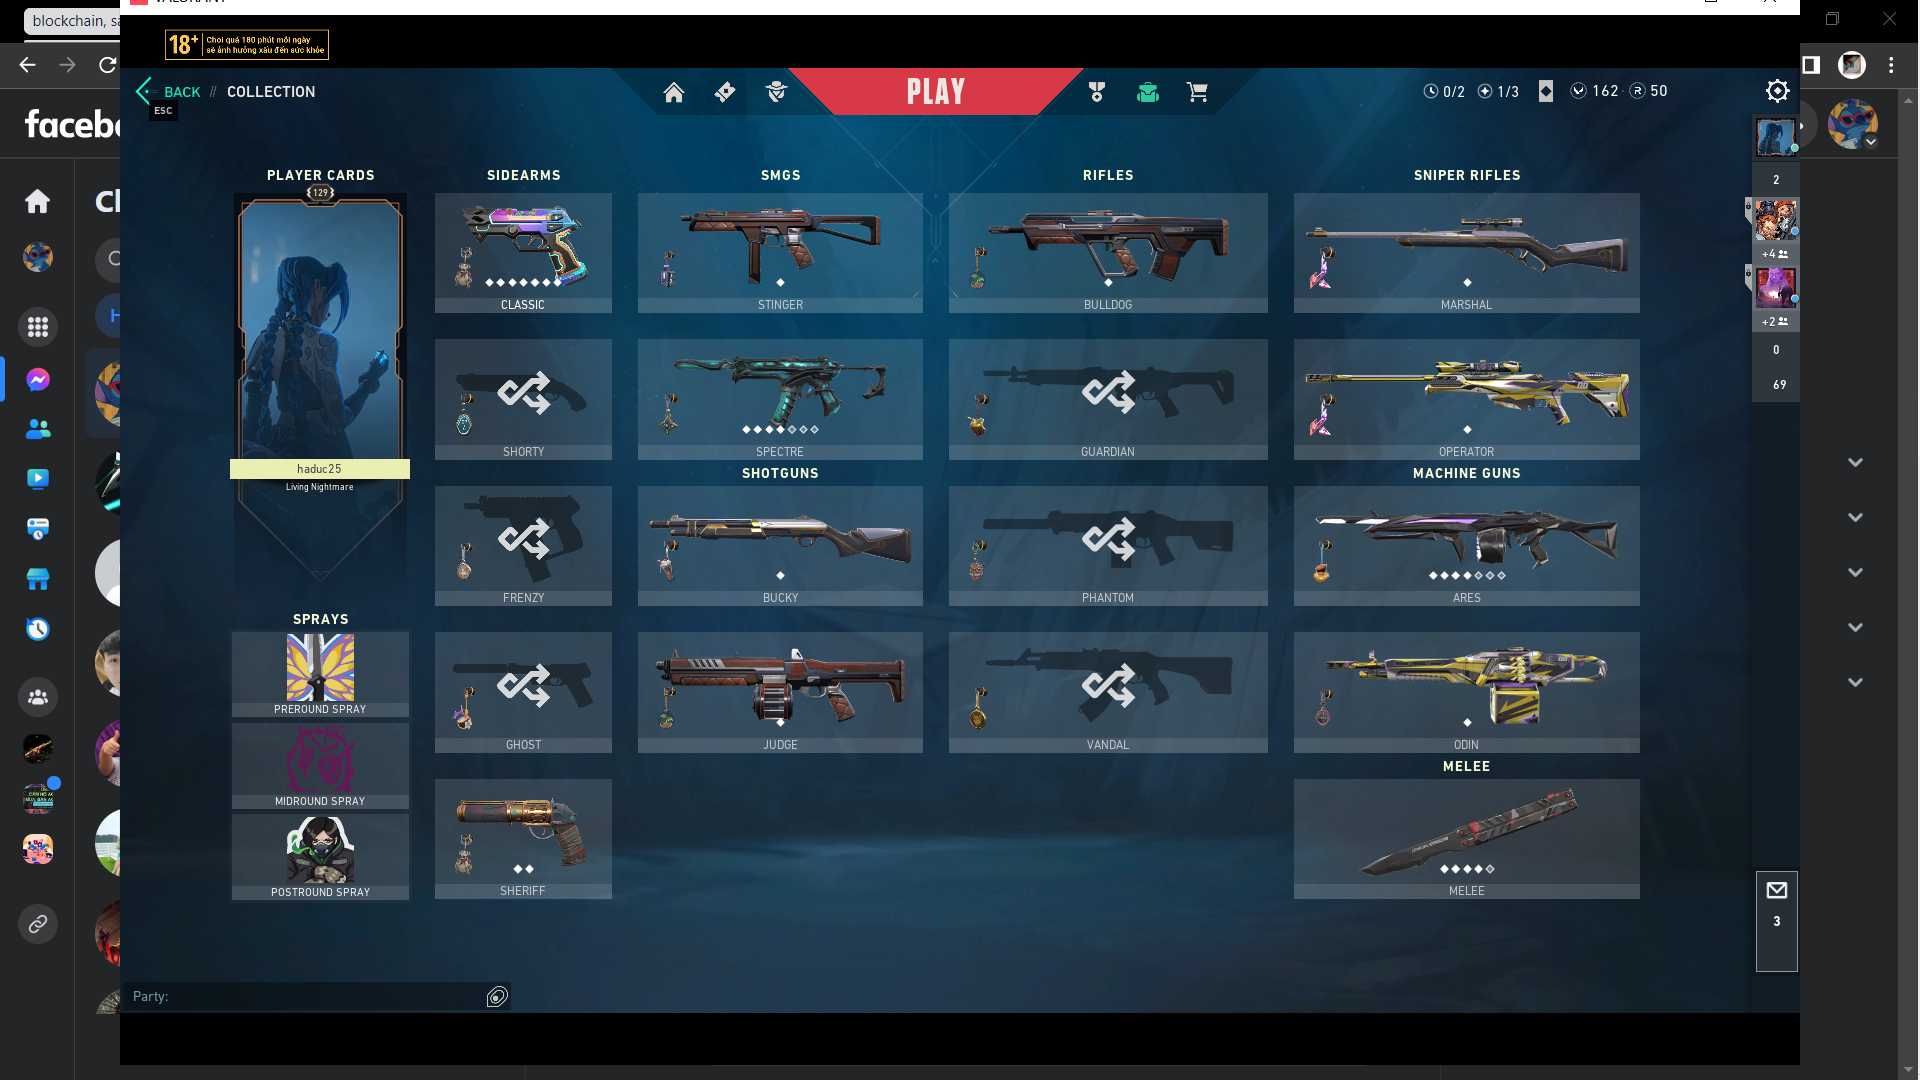 blockchain, sa
18+ Chơi quá 180 phút mỗi ngày
sẽ ảnh hưởng xấu đến sức khỏe
BACK // COLLECTION
ESC
PLAY
0/2 1/3 162 50
facebo
Cl
H
PLAYER CARDS
129
haduc25
Living Nightmare
SPRAYS
PREROUND SPRAY
MIDROUND SPRAY
POSTROUND SPRAY
SIDEARMS
CLASSIC
SHORTY
FRENZY
GHOST
SHERIFF
SMGS
STINGER
SPECTRE
SHOTGUNS
BUCKY
JUDGE
RIFLES
BULLDOG
GUARDIAN
PHANTOM
VANDAL
SNIPER RIFLES
MARSHAL
OPERATOR
MACHINE GUNS
ARES
ODIN
MELEE
MELEE
2
+4
+2
0
69
3
Party: